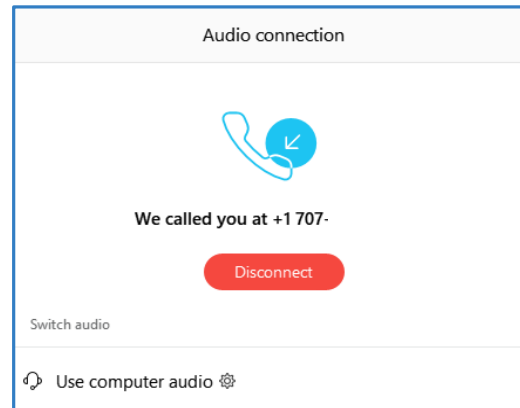 Audio connection
We called you at +1 707-
Disconnect
Switch audio
Use computer audio